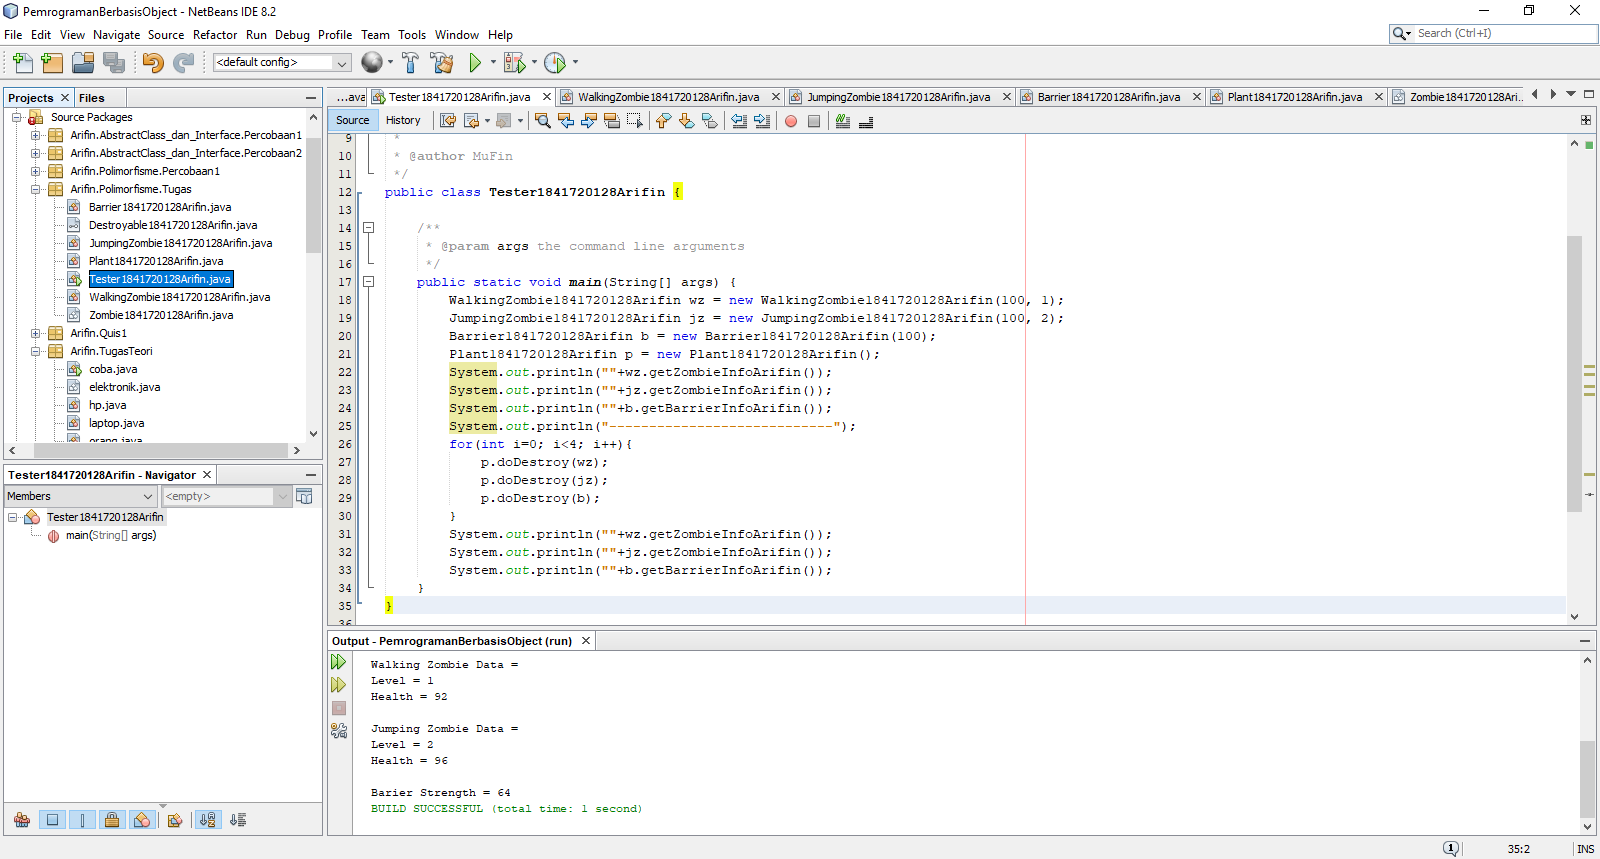 PemrogramanBerbasisObject - NetBeans IDE 8.2
File Edit View Navigate Source Refactor Run Debug Profile Team Tools Window Help
Search (Ctrl+I)
<default config>
Projects Files
Source Packages
Arifin.AbstractClass_dan_Interface.Percobaan1
Arifin.AbstractClass_dan_Interface.Percobaan2
Arifin.Polimorfisme.Percobaan1
Arifin.Polimorfisme.Tugas
Barrier1841720128Arifin.java
Destroyable1841720128Arifin.java
JumpingZombie1841720128Arifin.java
Plant1841720128Arifin.java
Tester1841720128Arifin.java
WalkingZombie1841720128Arifin.java
Zombie1841720128Arifin.java
Arifin.Quis1
Arifin.TugasTeori
coba.java
elektronik.java
hp.java
laptop.java
orang.java
Tester1841720128Arifin - Navigator
Members <empty>
Tester1841720128Arifin
main(String[] args)
...ava Tester1841720128Arifin.java WalkingZombie1841720128Arifin.java JumpingZombie1841720128Arifin.java Barrier1841720128Arifin.java Plant1841720128Arifin.java Zombie1841720128Ari...
Source History
9 *
10 * @author MuFin
11 */
12 public class Tester1841720128Arifin {
13
14 /**
15 * @param args the command line arguments
16 */
17 public static void main(String[] args) {
18 WalkingZombie1841720128Arifin wz = new WalkingZombie1841720128Arifin(100, 1);
19 JumpingZombie1841720128Arifin jz = new JumpingZombie1841720128Arifin(100, 2);
20 Barrier1841720128Arifin b = new Barrier1841720128Arifin(100);
21 Plant1841720128Arifin p = new Plant1841720128Arifin();
22 System.out.println(""+wz.getZombieInfoArifin());
23 System.out.println(""+jz.getZombieInfoArifin());
24 System.out.println(""+b.getBarrierInfoArifin());
25 System.out.println("----------------------------");
26 for(int i=0; i<4; i++){
27 p.doDestroy(wz);
28 p.doDestroy(jz);
29 p.doDestroy(b);
30 }
31 System.out.println(""+wz.getZombieInfoArifin());
32 System.out.println(""+jz.getZombieInfoArifin());
33 System.out.println(""+b.getBarrierInfoArifin());
34 }
35 }
36
Output - PemrogramanBerbasisObject (run)
Walking Zombie Data =
Level = 1
Health = 92
Jumping Zombie Data =
Level = 2
Health = 96
Barier Strength = 64
BUILD SUCCESSFUL (total time: 1 second)
1 35:2 INS